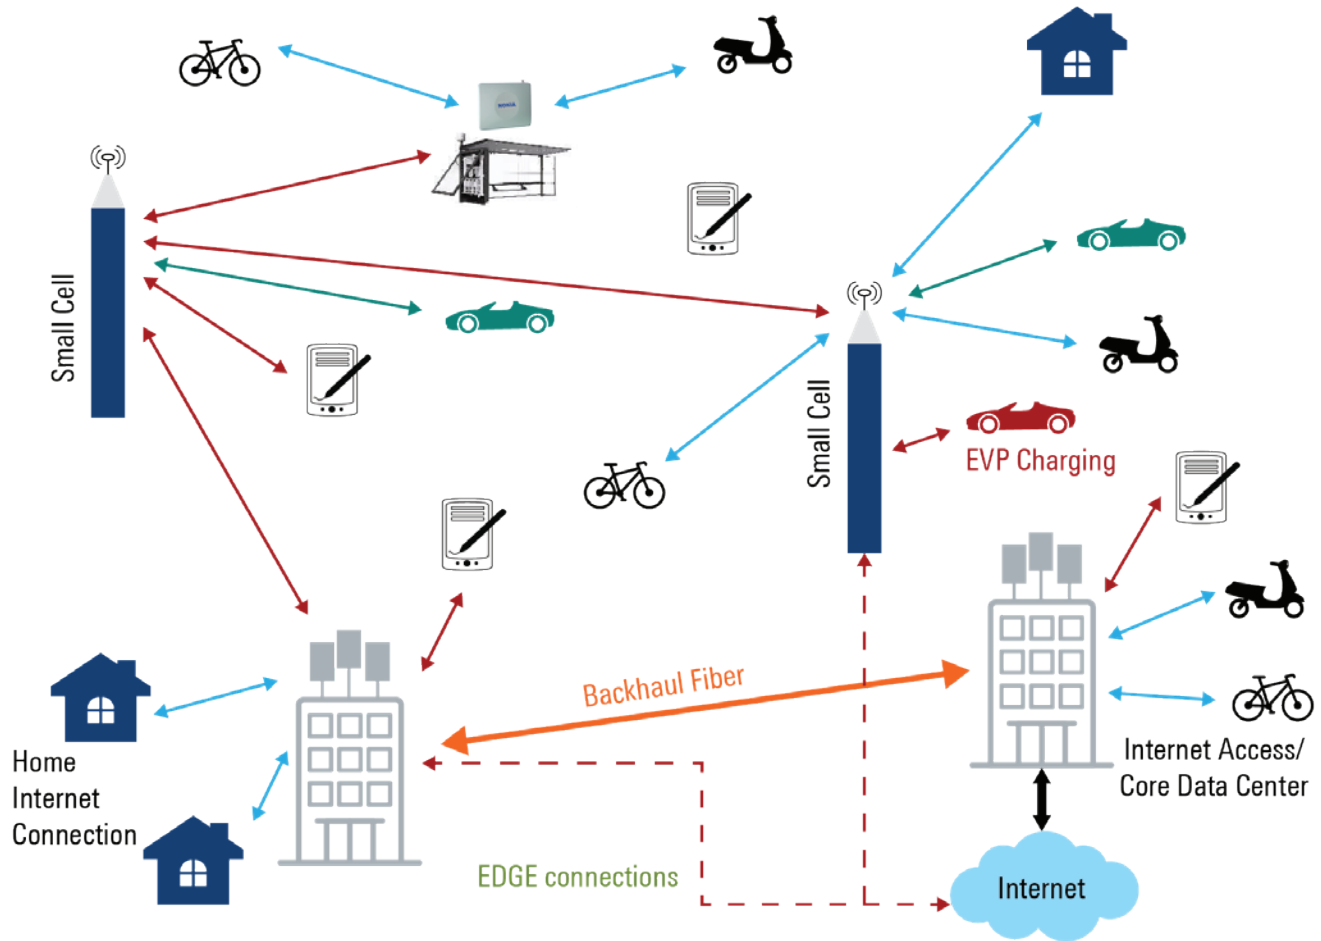 Small Cell
Small Cell
EVP Charging
Backhaul Fiber
Home
Internet
Connection
Internet Access/
Core Data Center
EDGE connections
Internet